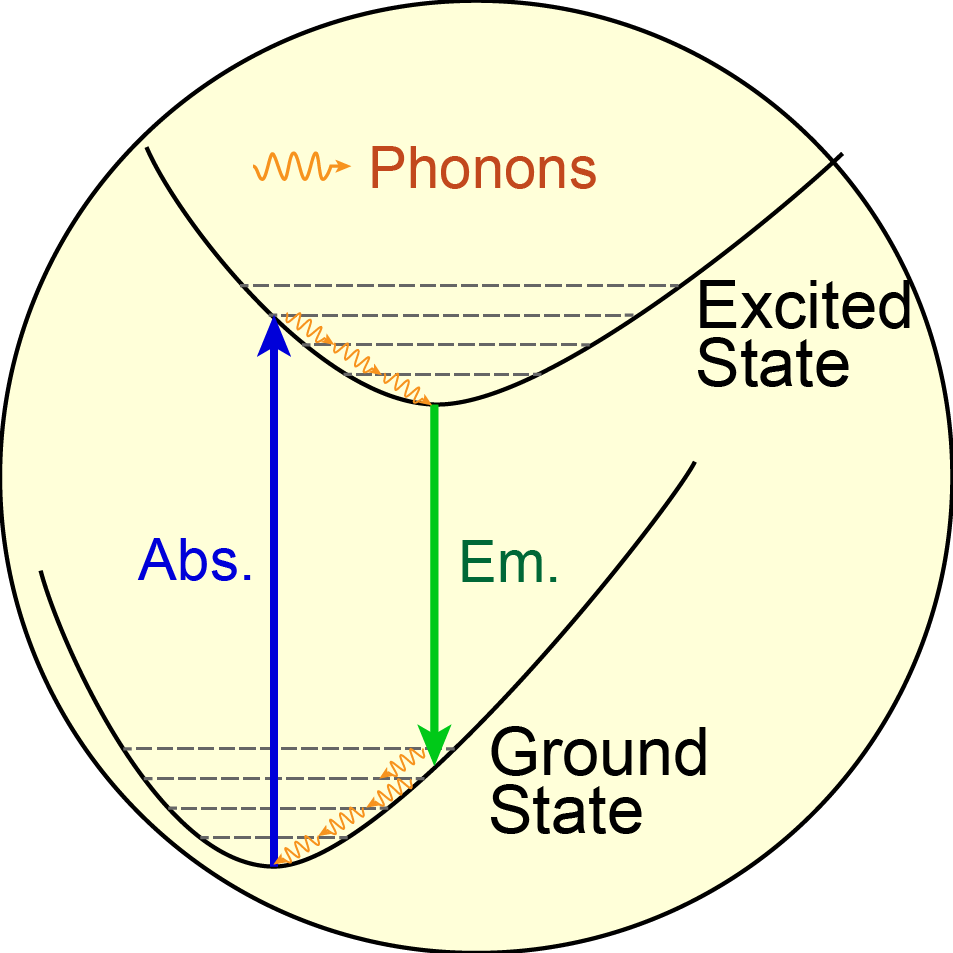 Phonons
Excited
State
Abs.
Em.
Ground
State